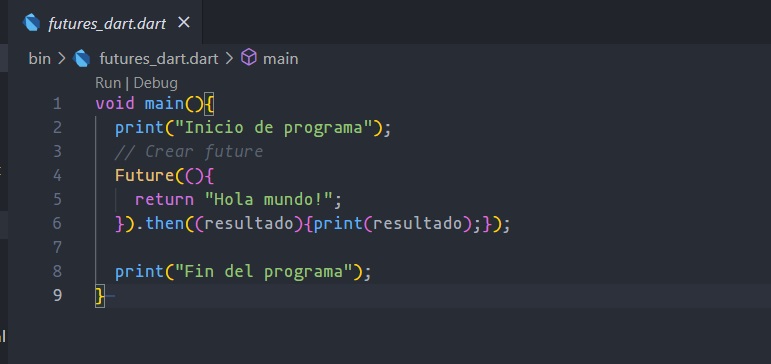 futures_dart.dart ×
bin > futures_dart.dart > main
Run | Debug
1 void main(){
2 print("Inicio de programa");
3 // Crear future
4 Future((){
5 return "Hola mundo!";
6 }).then((resultado){print(resultado);});
7
8 print("Fin del programa");
9 }